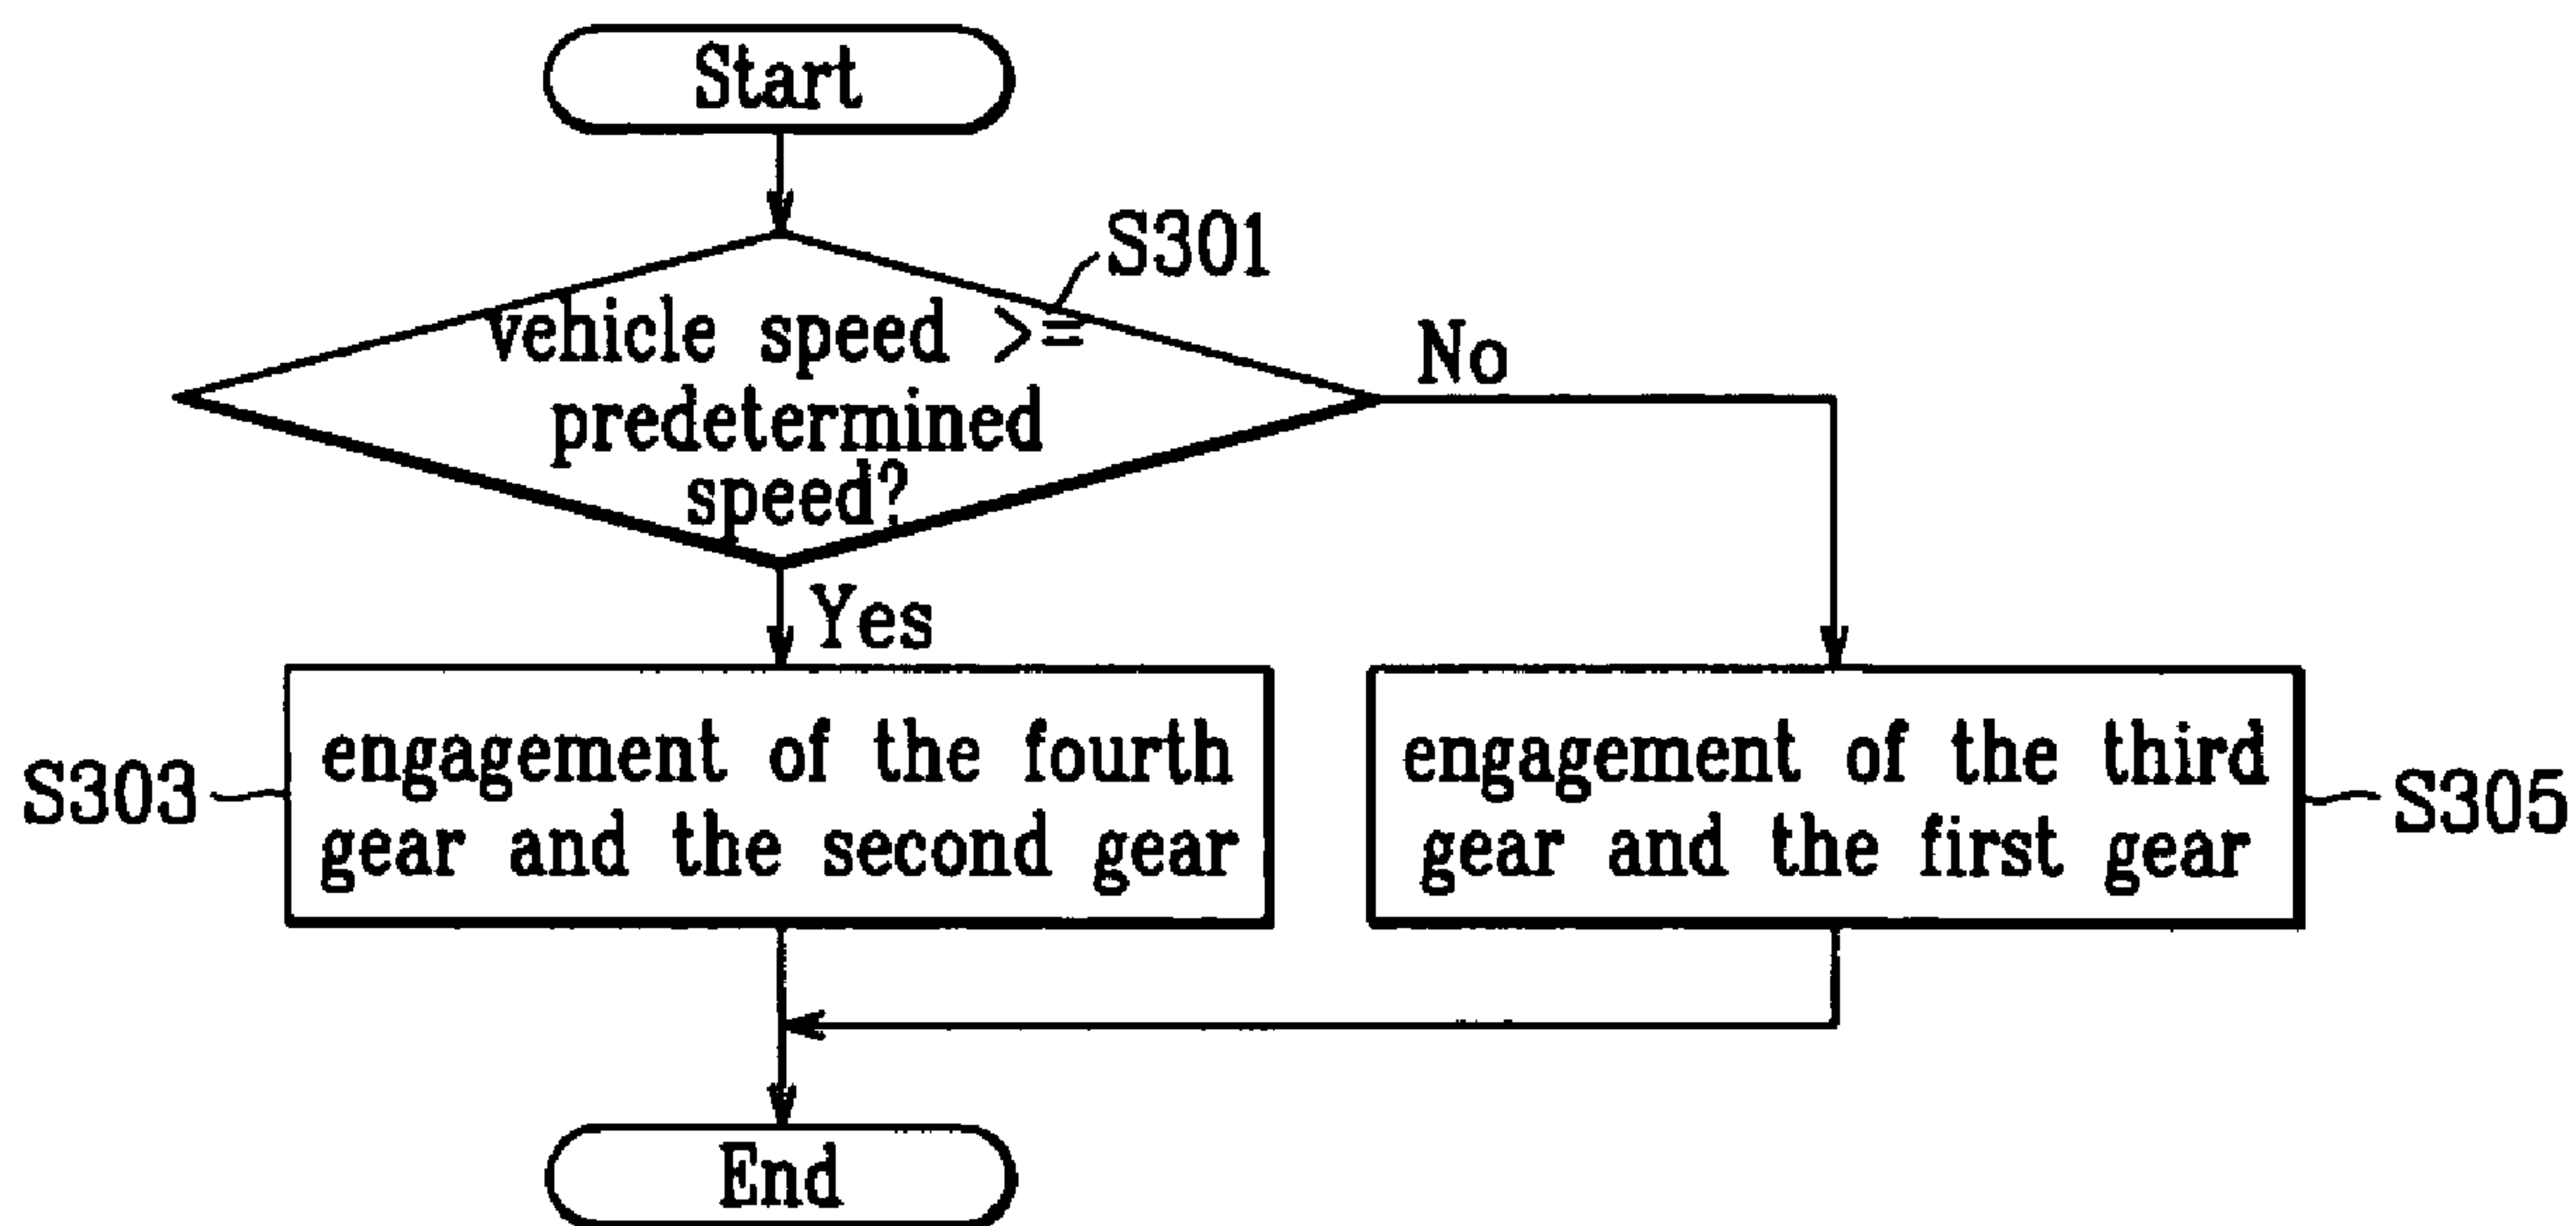 Start
S301
vehicle speed >=
predetermined
speed?
No
Yes
S303
engagement of the fourth
gear and the second gear
engagement of the third
gear and the first gear
S305
End